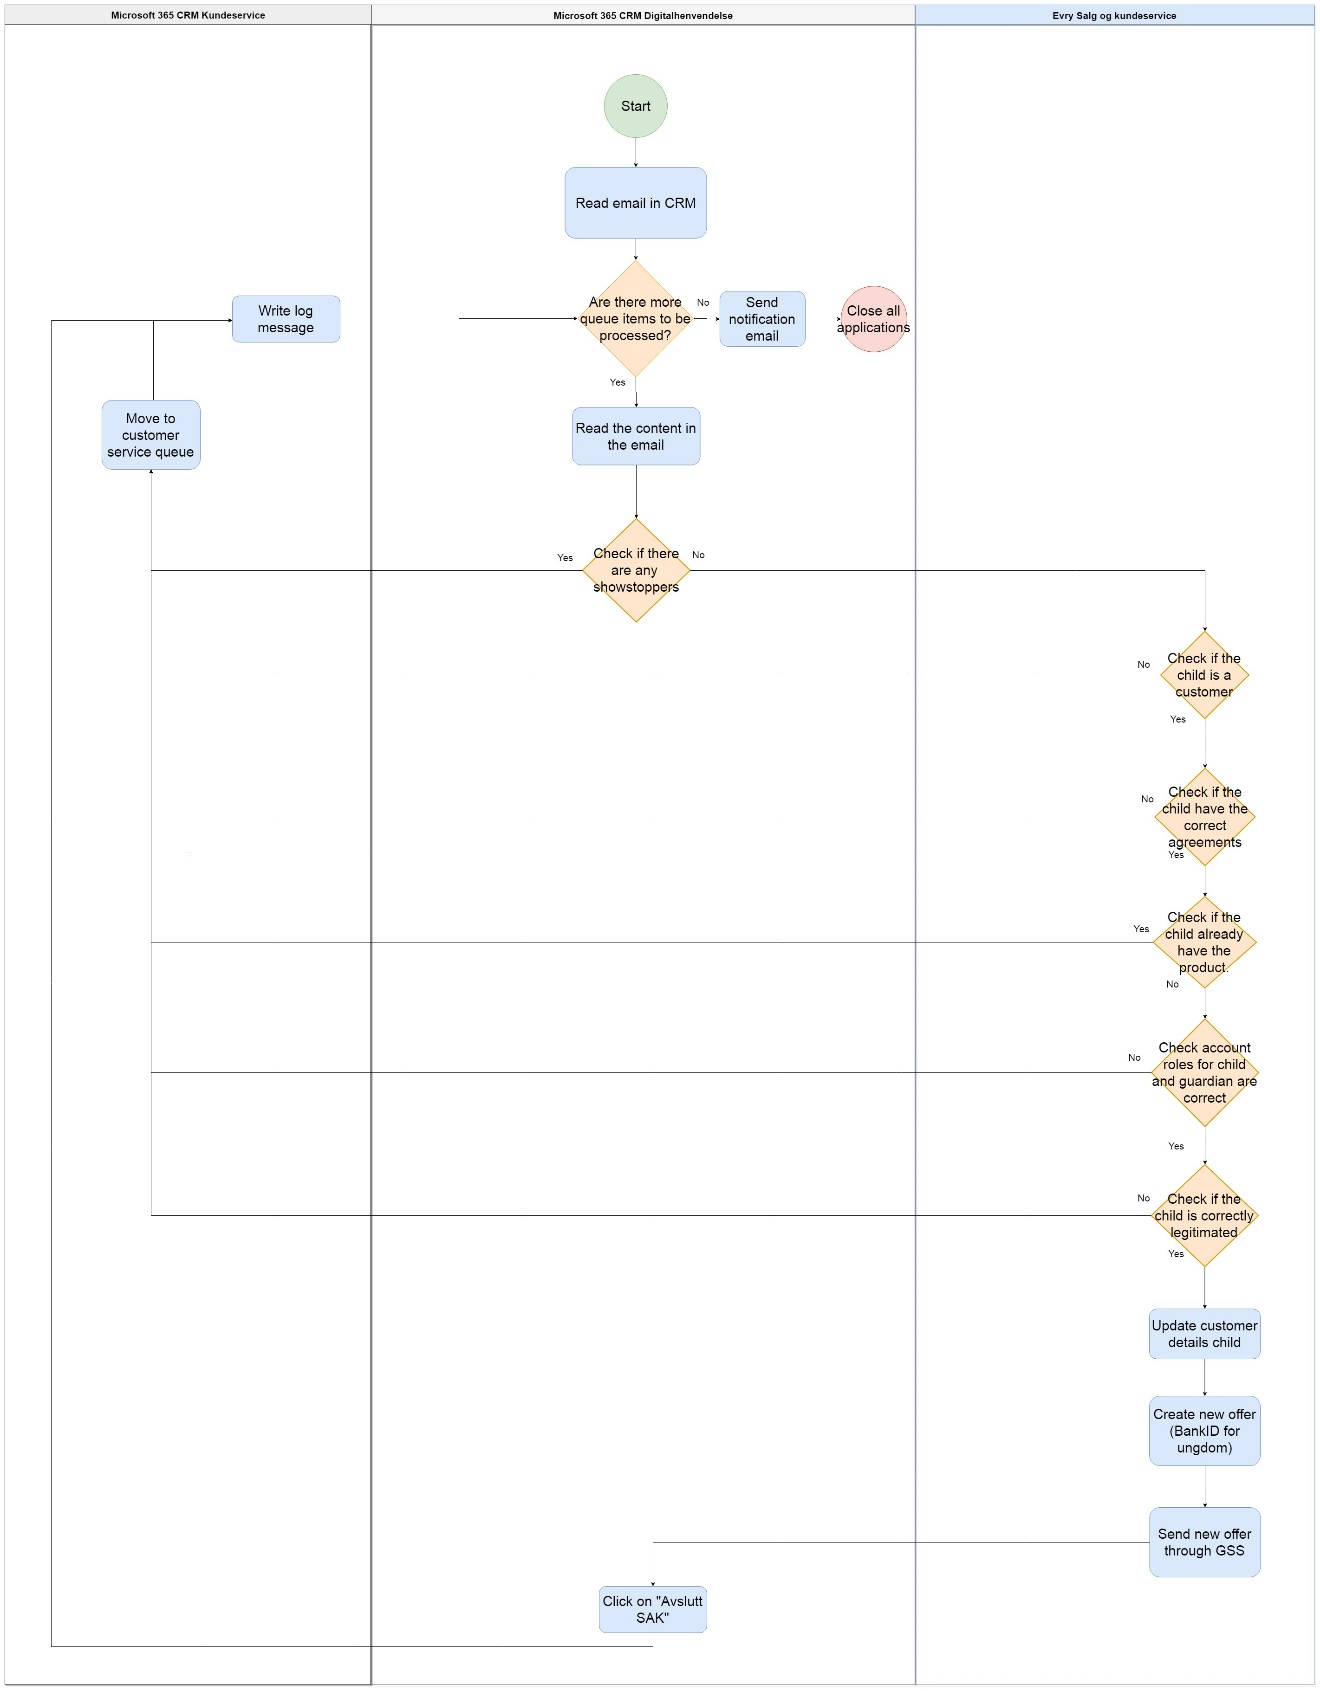 Microsoft 365 CRM Kundeservice
Microsoft 365 CRM Digitalhenvendelse
Evry Salg og kundeservice
Start
Read email in CRM
Write log
message
Are there more
queue items to be
processed?
No
Send
notification
email
Close all
applications
Yes
Move to
customer
service queue
Read the content in
the email
Yes
Check if there
are any
showstoppers
No
No
Check if the
child is a
customer
Yes
No
Check if the
child have the
correct
agreements
Yes
Yes
Check if the
child already
have the
product.
No
No
Check account
roles for child
and guardian are
correct
Yes
No
Check if the
child is correctly
legitimated
Yes
Update customer
details child
Create new offer
(BankID for
ungdom)
Send new offer
through GSS
Click on "Avslutt
SAK"